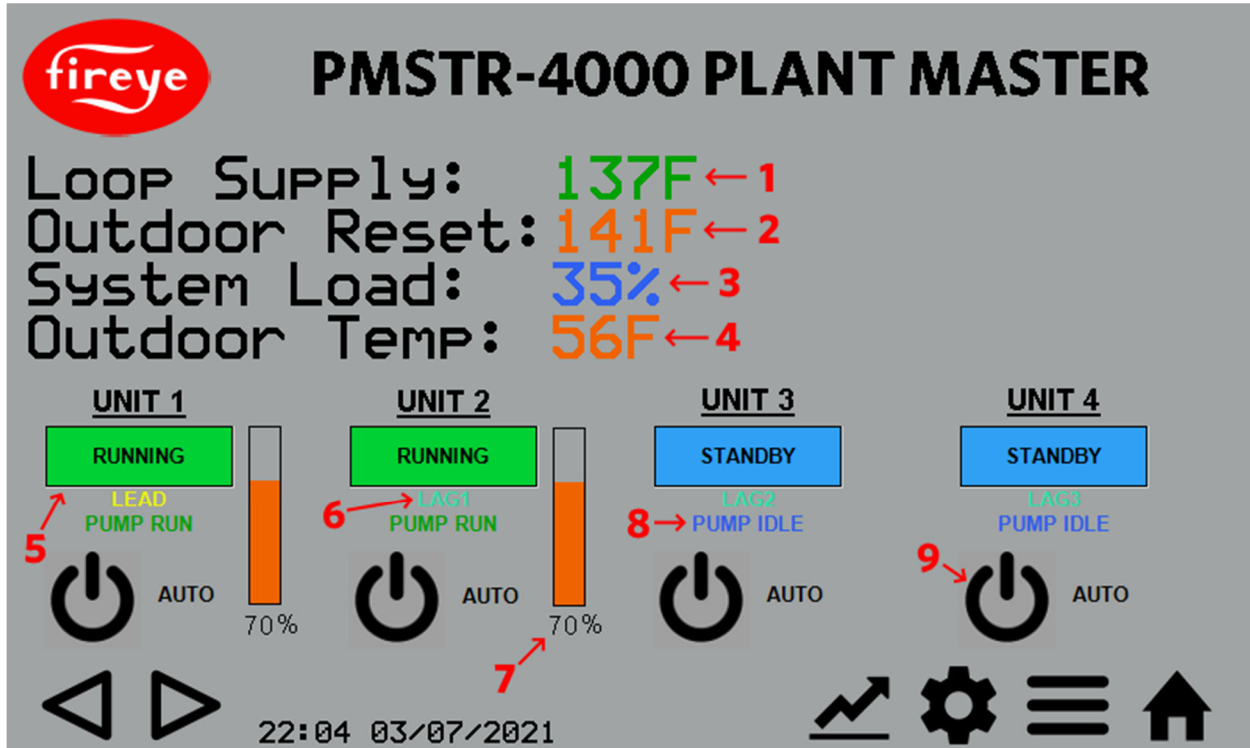 fireye
PMSTR-4000 PLANT MASTER
Loop Supply: 137F ← 1
Outdoor Reset: 141F ← 2
System Load: 35% ← 3
Outdoor Temp: 56F ← 4
UNIT 1 UNIT 2 UNIT 3 UNIT 4
RUNNING RUNNING STANDBY STANDBY
LEAD 6 LAG1 LAG2 LAG3
5 PUMP RUN PUMP RUN 8 → PUMP IDLE PUMP IDLE
9
AUTO AUTO AUTO AUTO
70% 70%
7
22:04 03/07/2021